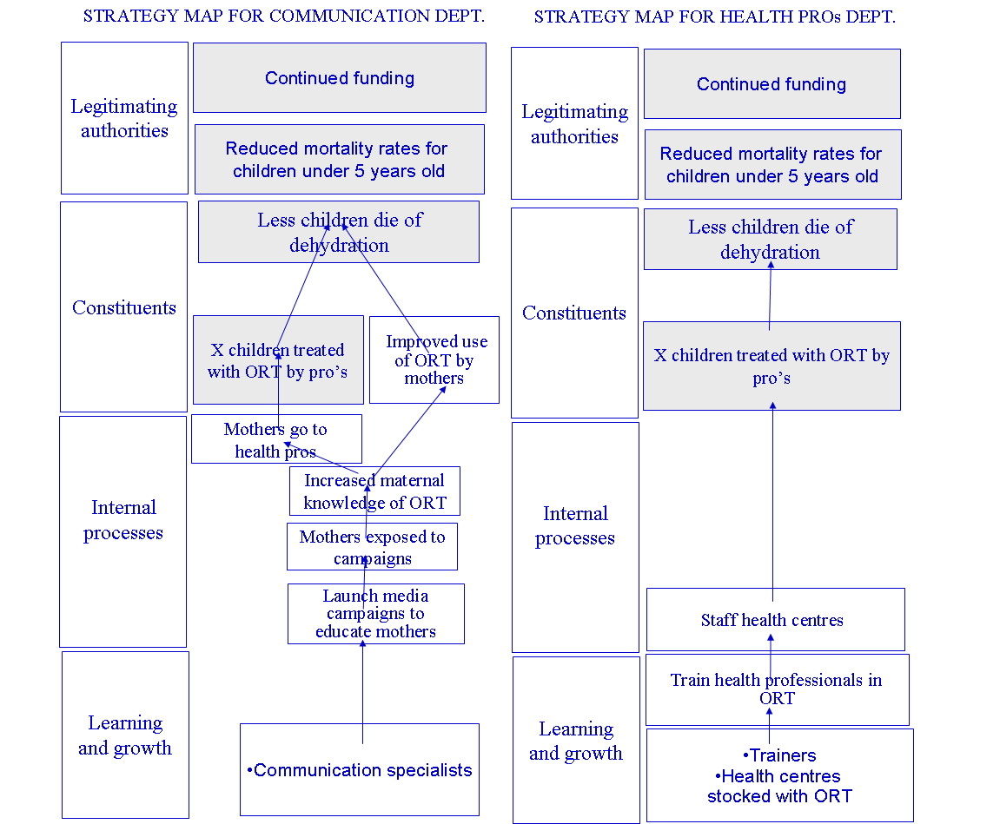 STRATEGY MAP FOR COMMUNICATION DEPT.
Legitimating
authorities
Continued funding
Reduced mortality rates for
children under 5 years old
Constituents
Less children die of
dehydration
X children treated
with ORT by pro's
Improved use
of ORT by
mothers
Internal
processes
Mothers go to
health pros
Increased maternal
knowledge of ORT
Mothers exposed to
campaigns
Launch media
campaigns to
educate mothers
Learning
and growth
•Communication specialists
STRATEGY MAP FOR HEALTH PROs DEPT.
Legitimating
authorities
Continued funding
Reduced mortality rates for
children under 5 years old
Constituents
Less children die of
dehydration
X children treated with ORT by
pro's
Internal
processes
Staff health centres
Learning
and growth
Train health professionals in
ORT
•Trainers
•Health centres
stocked with ORT